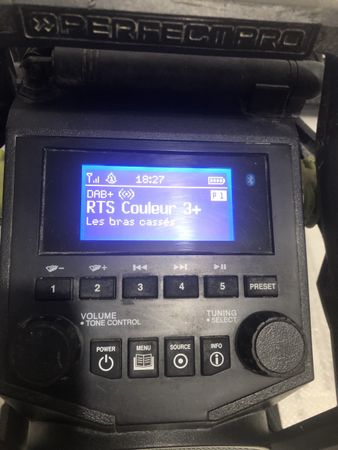 PERFECTPRO
18:27
DAB+ P 1
RTS Couleur 3+
Les bras cassés
1 2 3 4 5 PRESET
VOLUME
• TONE CONTROL
TUNING
• SELECT
POWER MENU SOURCE INFO